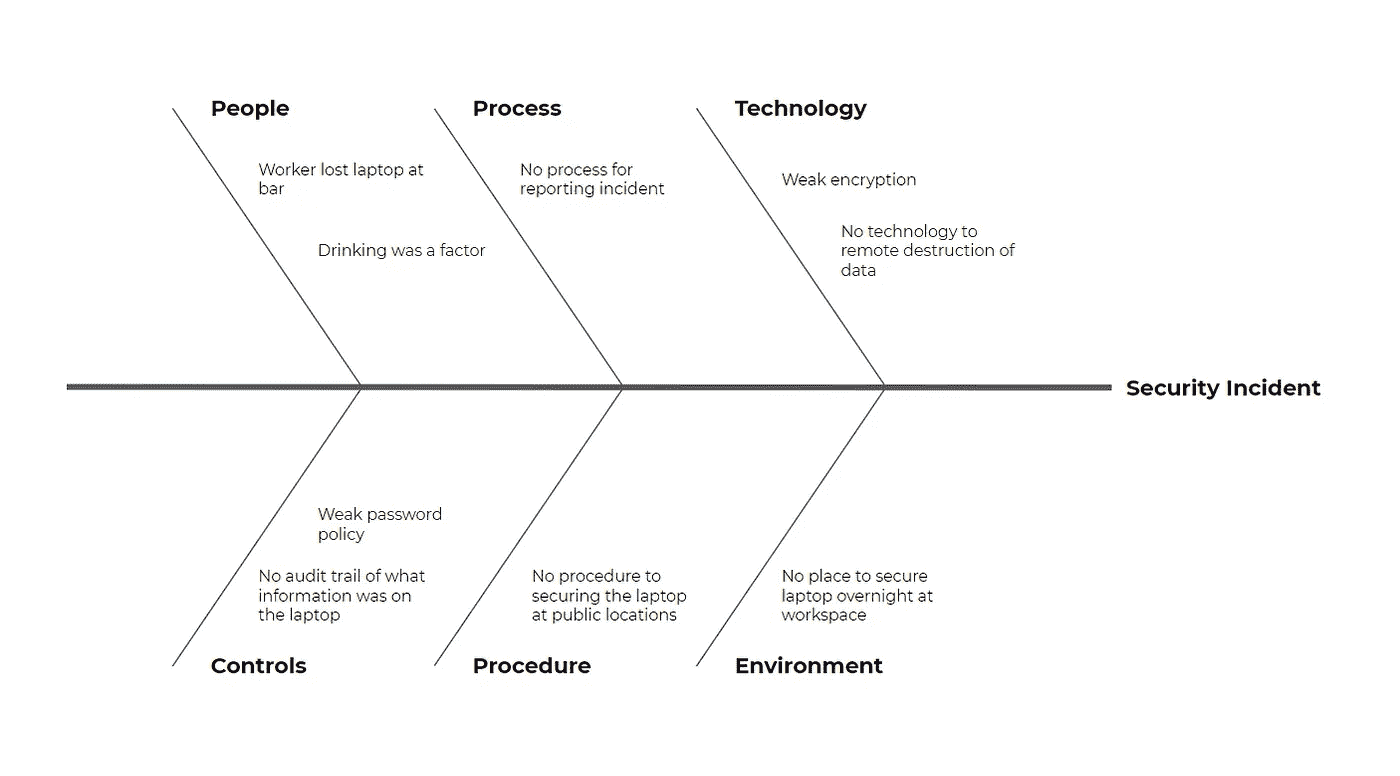 People
Worker lost laptop at
bar
Drinking was a factor
Process
No process for
reporting incident
Technology
Weak encryption
No technology to
remote destruction of
data
Security Incident
Weak password
policy
No audit trail of what
information was on
the laptop
Controls
No procedure to
securing the laptop
at public locations
Procedure
No place to secure
laptop overnight at
workspace
Environment